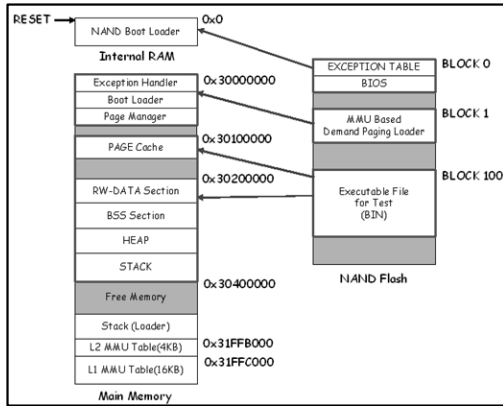 RESET
NAND Boot Loader
0x0
Internal RAM
Exception Handler
0x30000000
Boot Loader
Page Manager
0x30100000
PAGE Cache
0x30200000
RW-DATA Section
BSS Section
HEAP
STACK
0x30400000
Free Memory
Stack (Loader)
L2 MMU Table(4KB)
0x31FFB000
L1 MMU Table(16KB)
0x31FFC000
Main Memory
EXCEPTION TABLE
BLOCK 0
BIOS
MMU Based
Demand Paging Loader
BLOCK 1
BLOCK 100
Executable File
for Test
(BIN)
NAND Flash